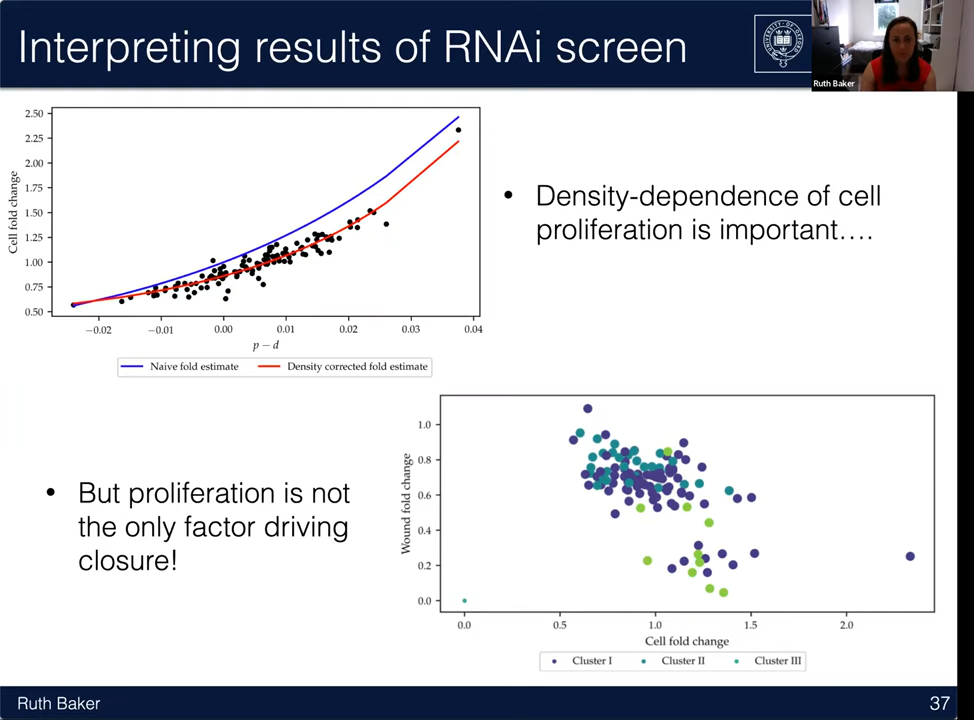 Interpreting results of RNAi screen
UNIVERSITY OF OXFORD
Ruth Baker
2.50
2.25
2.00
1.75
1.50
1.25
1.00
0.75
0.50
Cell fold change
−0.02
−0.01
0.00
0.01
0.02
0.03
0.04
p − d
Naive fold estimate
Density corrected fold estimate
• Density-dependence of cell
proliferation is important….
• But proliferation is not
the only factor driving
closure!
1.0
0.8
0.6
0.4
0.2
0.0
Wound fold change
0.0
0.5
1.0
1.5
2.0
Cell fold change
Cluster I
Cluster II
Cluster III
Ruth Baker
37